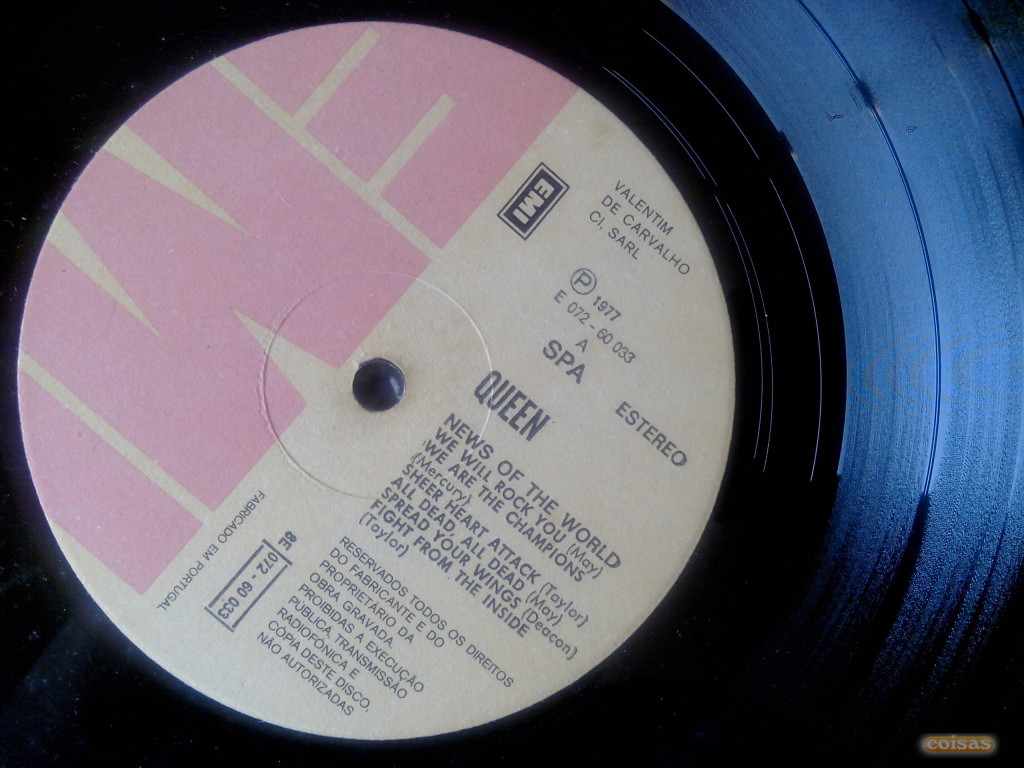 EMI
EMI
VALENTIM
DE CARVALHO
CI, SARL
Ⓟ 1977
E 072 - 60 033
A
SPA
ESTEREO
QUEEN
NEWS OF THE WORLD
WE WILL ROCK YOU (May)
WE ARE THE CHAMPIONS
(Mercury)
SHEER HEART ATTACK (Taylor)
ALL DEAD, ALL DEAD (May)
SPREAD YOUR WINGS (Deacon)
FIGHT FROM THE INSIDE
(Taylor)
RESERVADOS TODOS OS DIREITOS
DO FABRICANTE E DO
PROPRIETÁRIO DA
OBRA GRAVADA.
PROIBIDAS A EXECUÇÃO
PÚBLICA, TRANSMISSÃO
RADIOFÓNICA E
CÓPIA DESTE DISCO,
NÃO AUTORIZADAS
8E
072 - 60 033
FABRICADO EM PORTUGAL
coisas